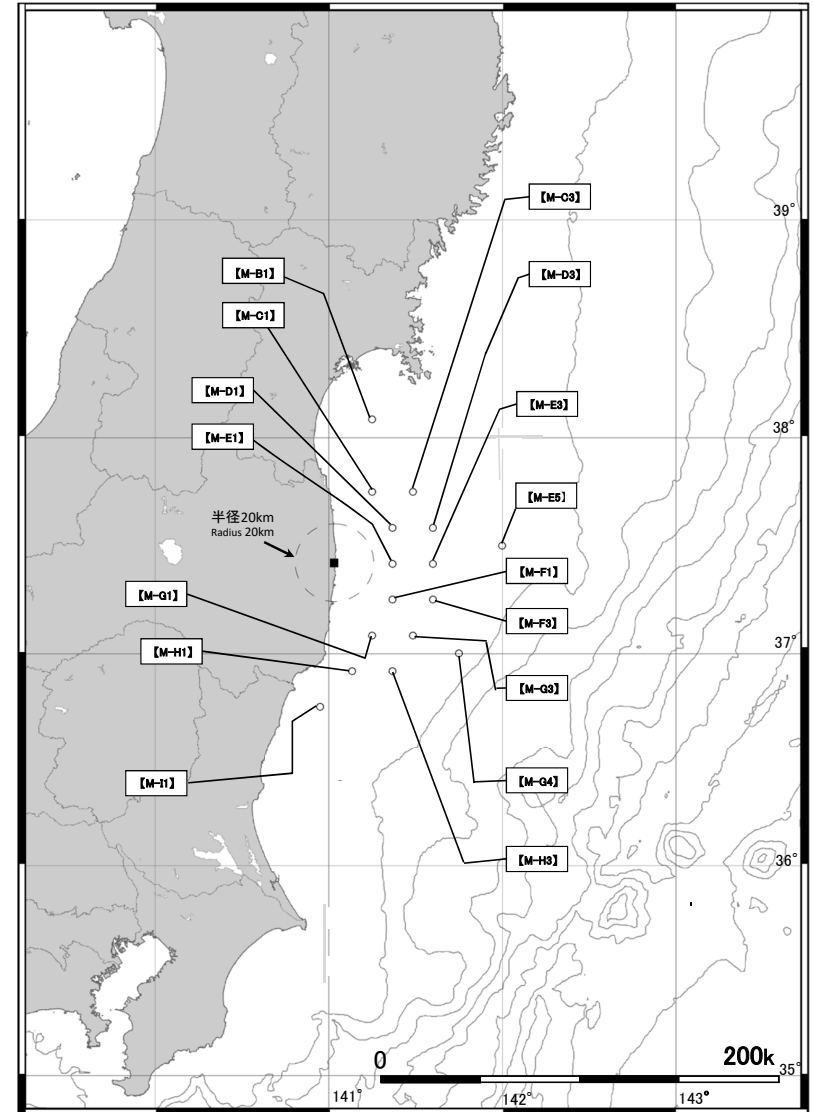 【M-C3】
39°
【M-B1】
【M-D3】
【M-C1】
【M-D1】
【M-E3】
【M-E1】
38°
【M-E5】
半径20km
Radius 20km
【M-F1】
【M-G1】
【M-F3】
37°
【M-H1】
【M-G3】
【M-I1】
【M-G4】
【M-H3】
36°
0
200k
35°
141°
142°
143°